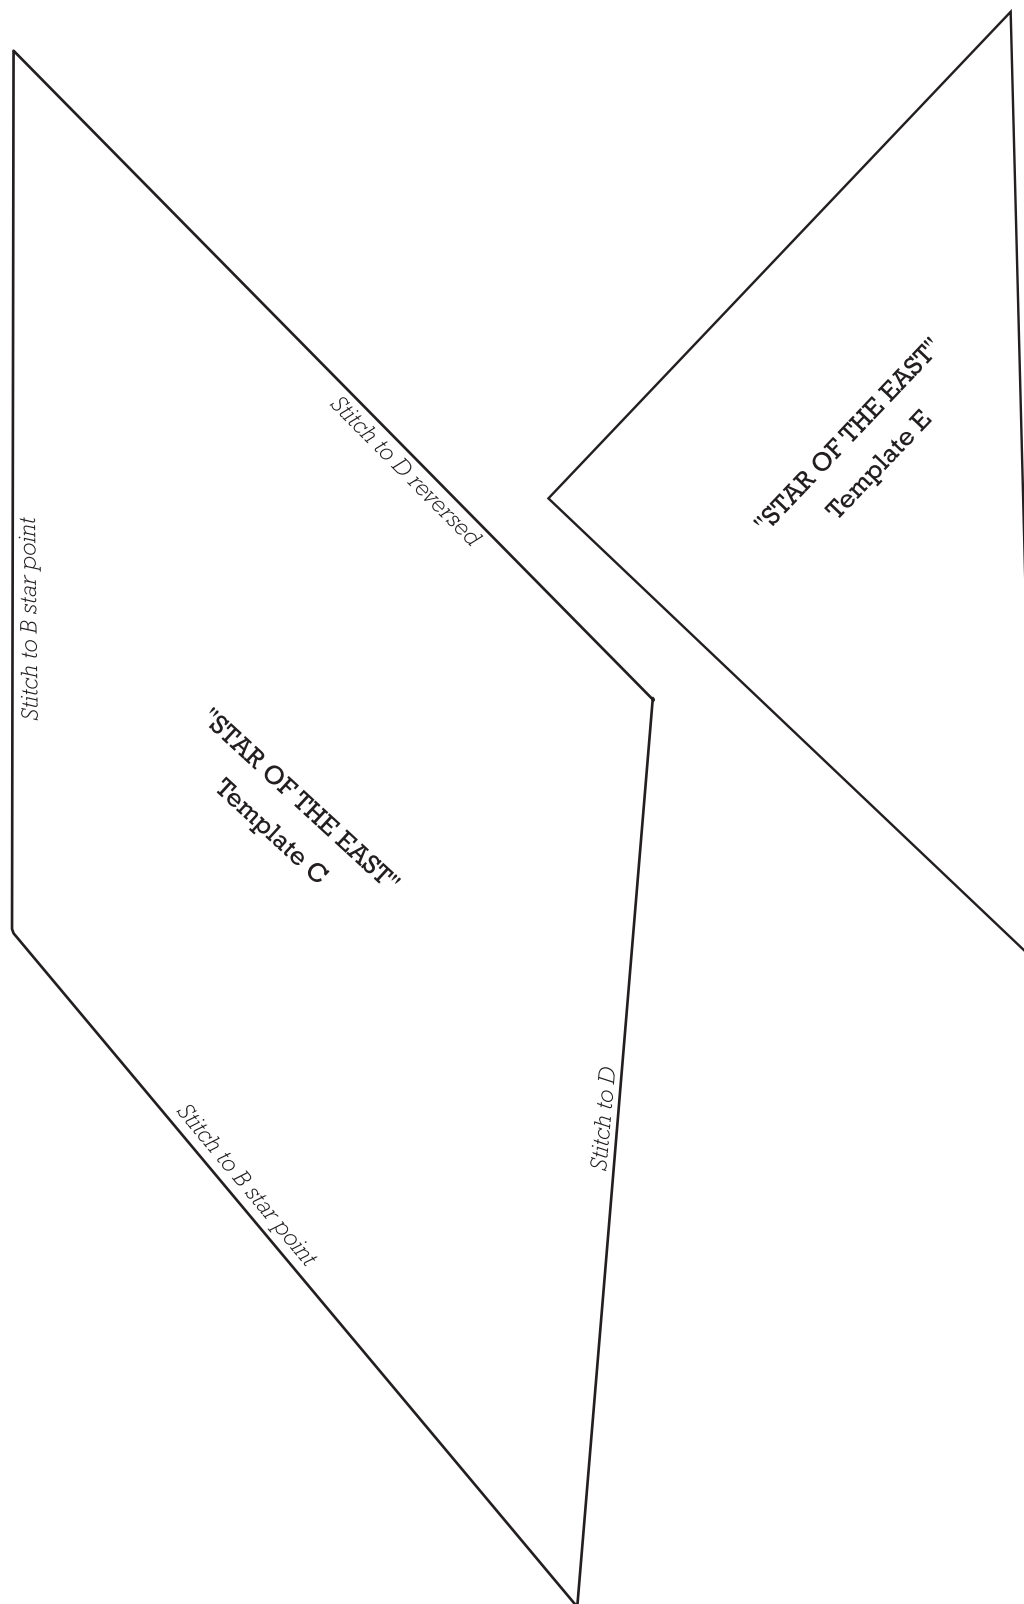 Stitch to D reversed
Stitch to B star point
"STAR OF THE EAST"
Template C
Stitch to B star point
Stitch to D
"STAR OF THE EAST"
Template E